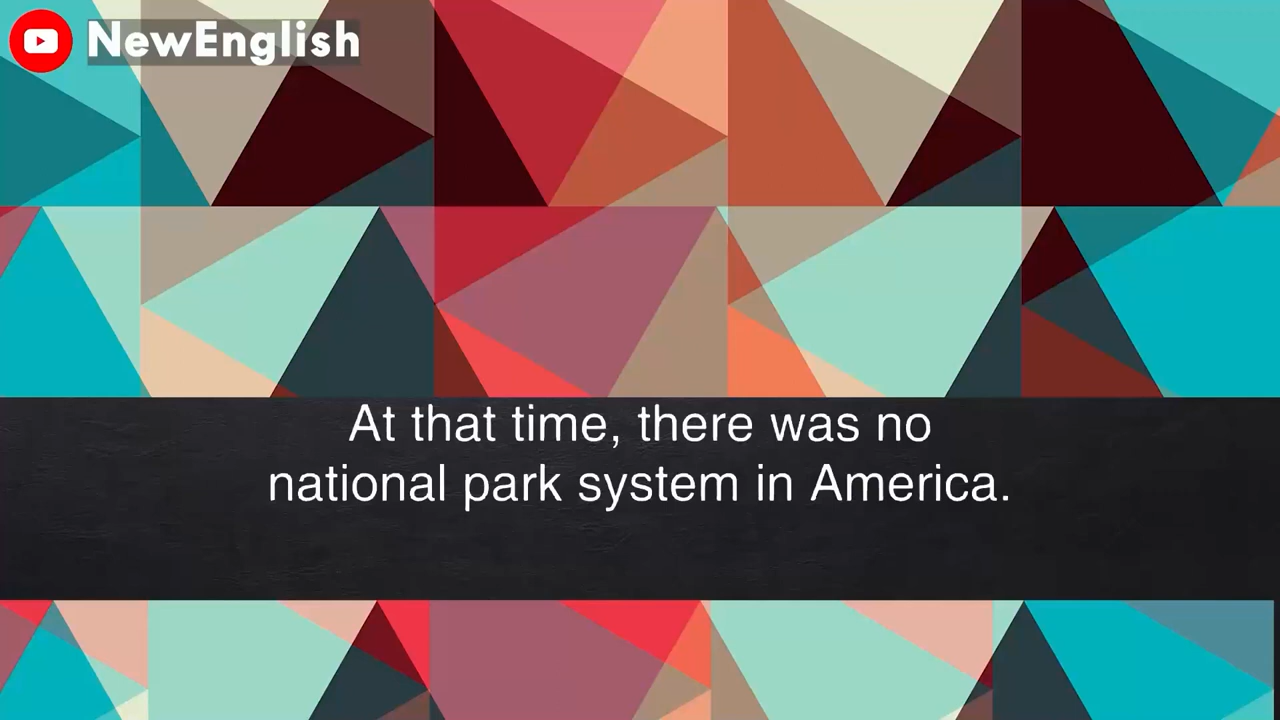 NewEnglish
At that time, there was no
national park system in America.